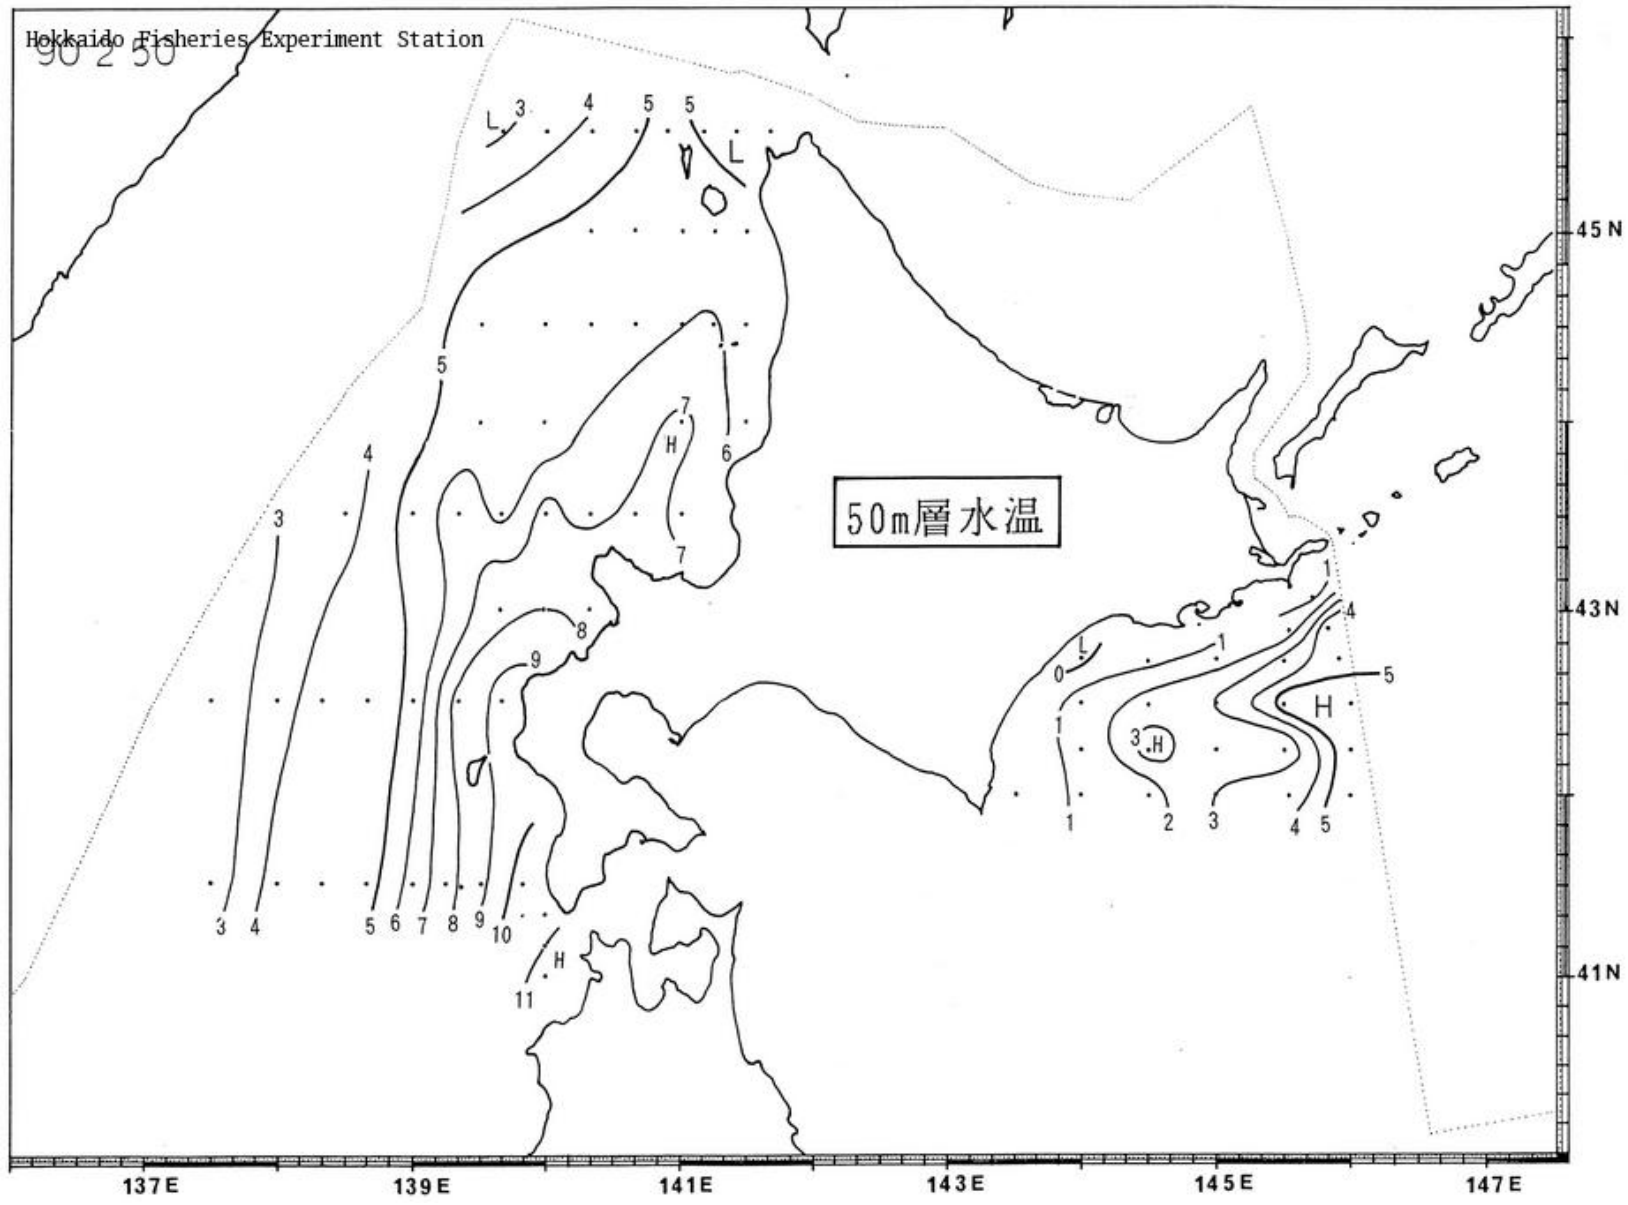 Hokkaido Fisheries Experiment Station
90 2 50
L 3 4 5 5
L
45N
5
7
H
4 6
3
50m層水温
7
1
43N
4
8
L 1
9 0 5
H
1 3 H
1 2 3 4 5
3 4 5 6 7 8 9 10
H
11
41N
137E 139E 141E 143E 145E 147E